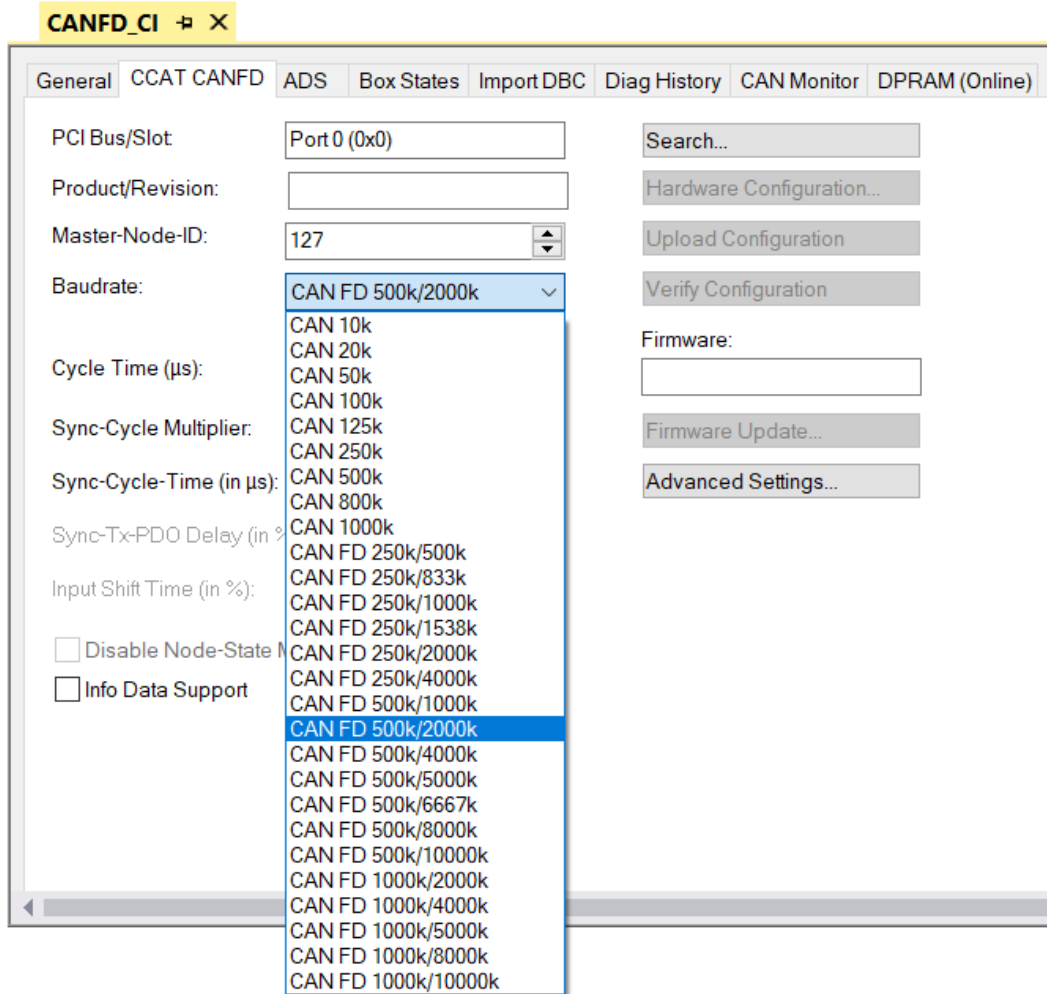 CANFD_CI
General CCAT CANFD ADS Box States Import DBC Diag History CAN Monitor DPRAM (Online)
PCI Bus/Slot: Port 0 (0x0) Search...
Product/Revision: Hardware Configuration...
Master-Node-ID: 127 Upload Configuration
Baudrate: CAN FD 500k/2000k Verify Configuration
CAN 10k
CAN 20k
CAN 50k
CAN 100k
CAN 125k
CAN 250k
CAN 500k
CAN 800k
CAN 1000k
CAN FD 250k/500k
CAN FD 250k/833k
CAN FD 250k/1000k
CAN FD 250k/1538k
CAN FD 250k/2000k
CAN FD 250k/4000k
CAN FD 500k/1000k
CAN FD 500k/2000k
CAN FD 500k/4000k
CAN FD 500k/5000k
CAN FD 500k/6667k
CAN FD 500k/8000k
CAN FD 500k/10000k
CAN FD 1000k/2000k
CAN FD 1000k/4000k
CAN FD 1000k/5000k
CAN FD 1000k/8000k
CAN FD 1000k/10000k
Cycle Time (µs):
Sync-Cycle Multiplier:
Sync-Cycle-Time (in µs):
Sync-Tx-PDO Delay (in %
Input Shift Time (in %):
Disable Node-State
Info Data Support
Firmware:
Firmware Update...
Advanced Settings...